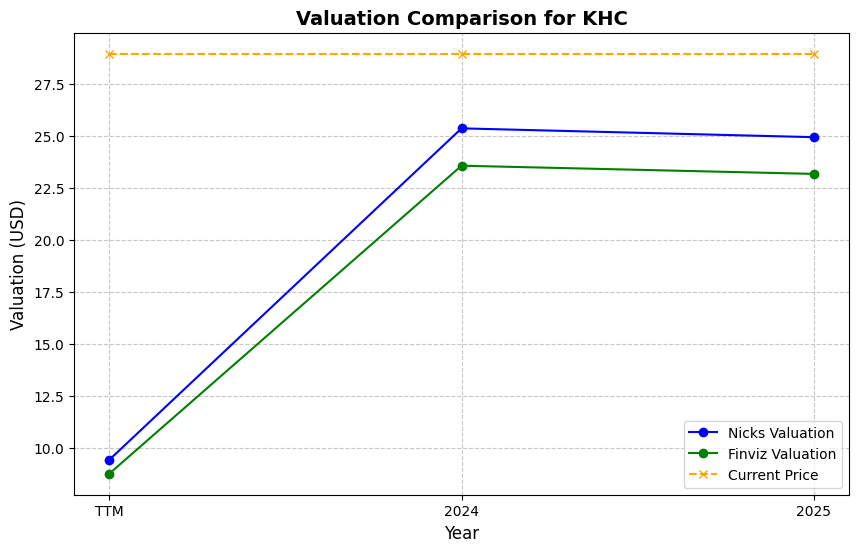 Valuation Comparison for KHC
Valuation (USD)
27.5
25.0
22.5
20.0
17.5
15.0
12.5
10.0
Nicks Valuation
Finviz Valuation
Current Price
TTM 2024 2025
Year